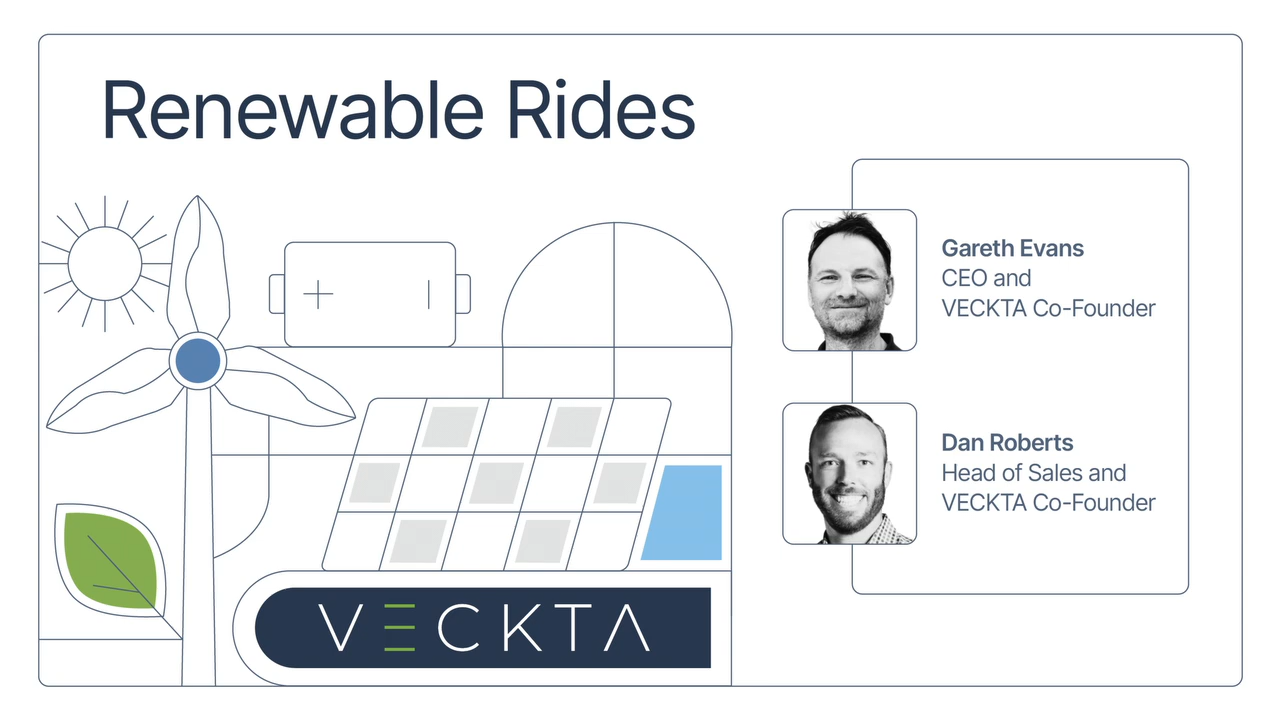 Renewable Rides
Gareth Evans
CEO and
VECKTA Co-Founder
Dan Roberts
Head of Sales and
VECKTA Co-Founder
VECKTA